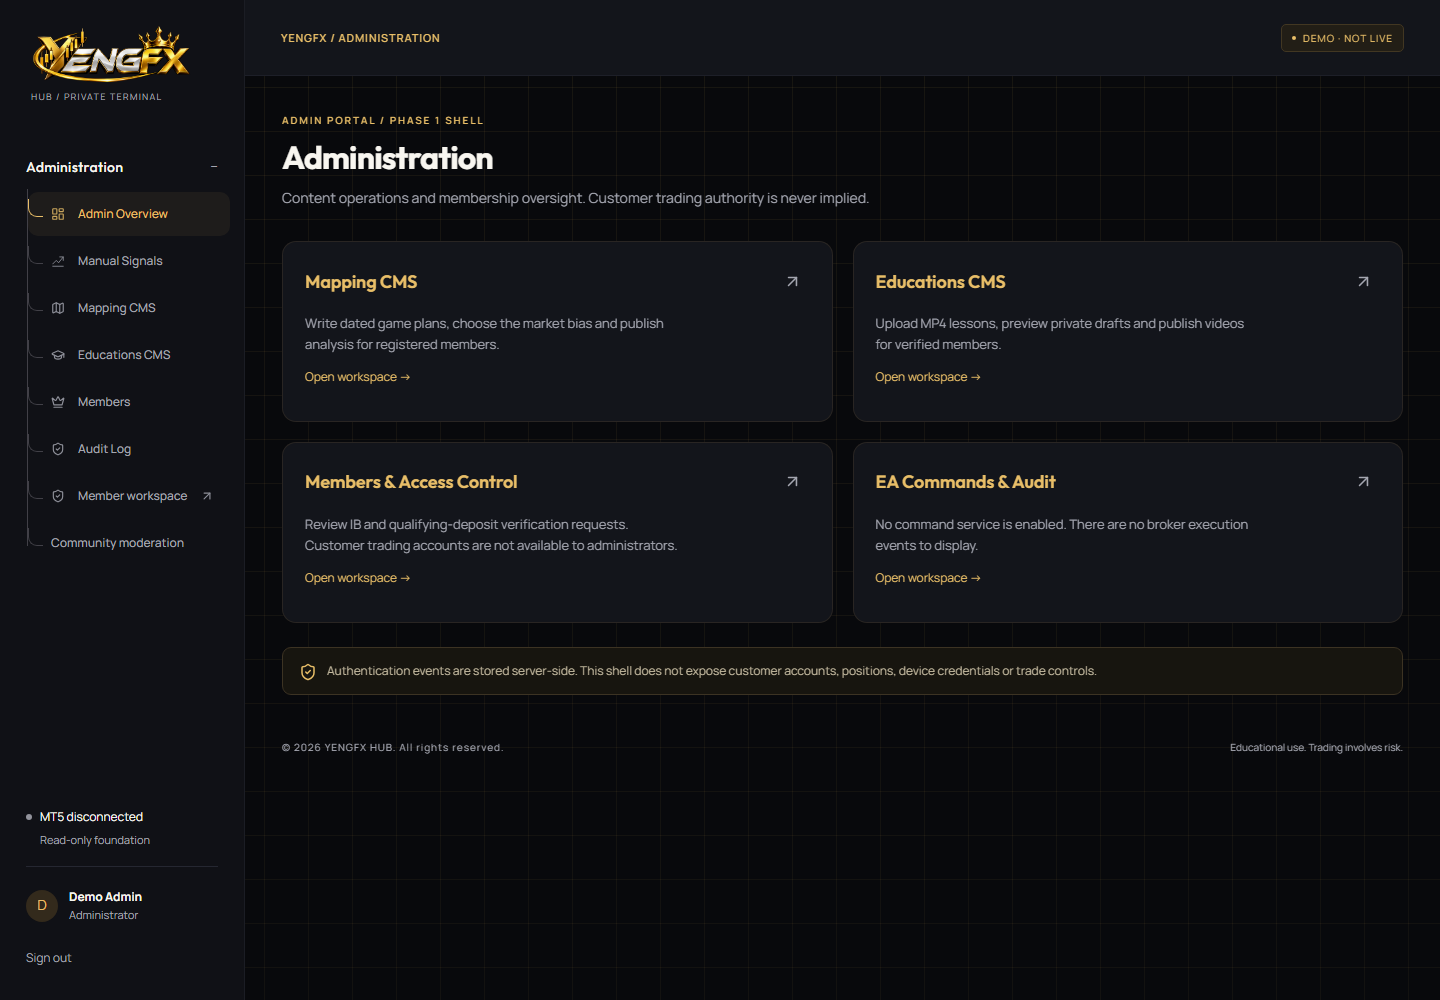 YENGFX
HUB / PRIVATE TERMINAL
Administration
Admin Overview
Manual Signals
Mapping CMS
Educations CMS
Members
Audit Log
Member workspace
Community moderation
MT5 disconnected
Read-only foundation
D
Demo Admin
Administrator
Sign out
YENGFX / ADMINISTRATION
DEMO · NOT LIVE
ADMIN PORTAL / PHASE 1 SHELL
Administration
Content operations and membership oversight. Customer trading authority is never implied.
Mapping CMS
Write dated game plans, choose the market bias and publish
analysis for registered members.
Open workspace →
Educations CMS
Upload MP4 lessons, preview private drafts and publish videos
for verified members.
Open workspace →
Members & Access Control
Review IB and qualifying-deposit verification requests.
Customer trading accounts are not available to administrators.
Open workspace →
EA Commands & Audit
No command service is enabled. There are no broker execution
events to display.
Open workspace →
Authentication events are stored server-side. This shell does not expose customer accounts, positions, device credentials or trade controls.
© 2026 YENGFX HUB. All rights reserved.
Educational use. Trading involves risk.